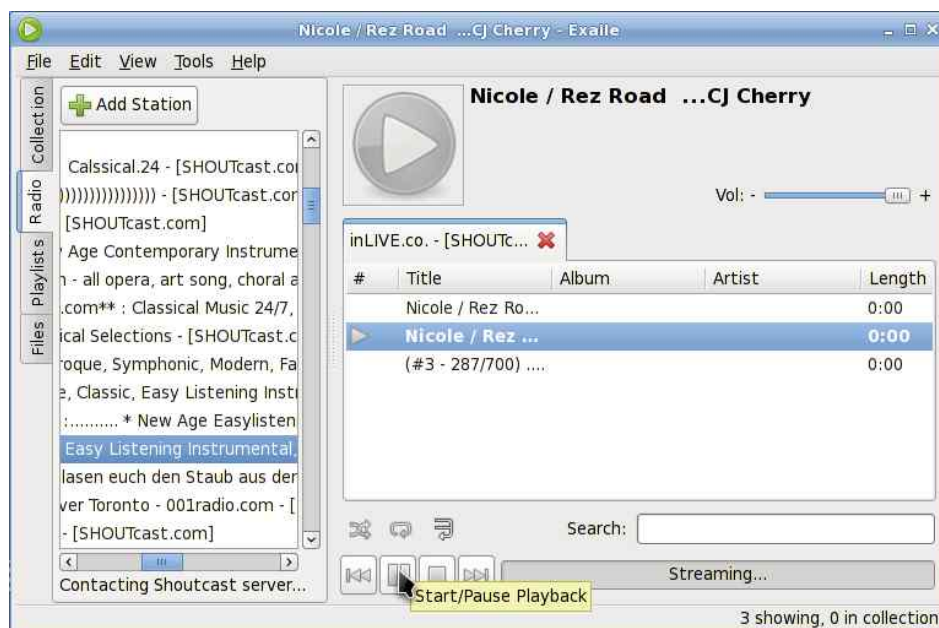 Nicole / Rez Road ...CJ Cherry - Exaile
File Edit View Tools Help
Collection
Radio
Playlists
Files
Add Station
Calssical.24 - [SHOUTcast.co
)))))))))))))))) - [SHOUTcast.cor
[SHOUTcast.com]
Age Contemporary Instrume
- all opera, art song, choral a
.com** : Classical Music 24/7,
ical Selections - [SHOUTcast.c
roque, Symphonic, Modern, Fa
e, Classic, Easy Listening Inst
:.......... * New Age Easylisten
Easy Listening Instrumental,
lasen euch den Staub aus der
ver Toronto - 001radio.com - [
- [SHOUTcast.com]
Contacting Shoutcast server...
Nicole / Rez Road ...CJ Cherry
Vol: - +
inLIVE.co. - [SHOUTc...
# Title Album Artist Length
Nicole / Rez Ro... 0:00
Nicole / Rez ... 0:00
(#3 - 287/700) .... 0:00
Search:
Streaming...
Start/Pause Playback
3 showing, 0 in collection